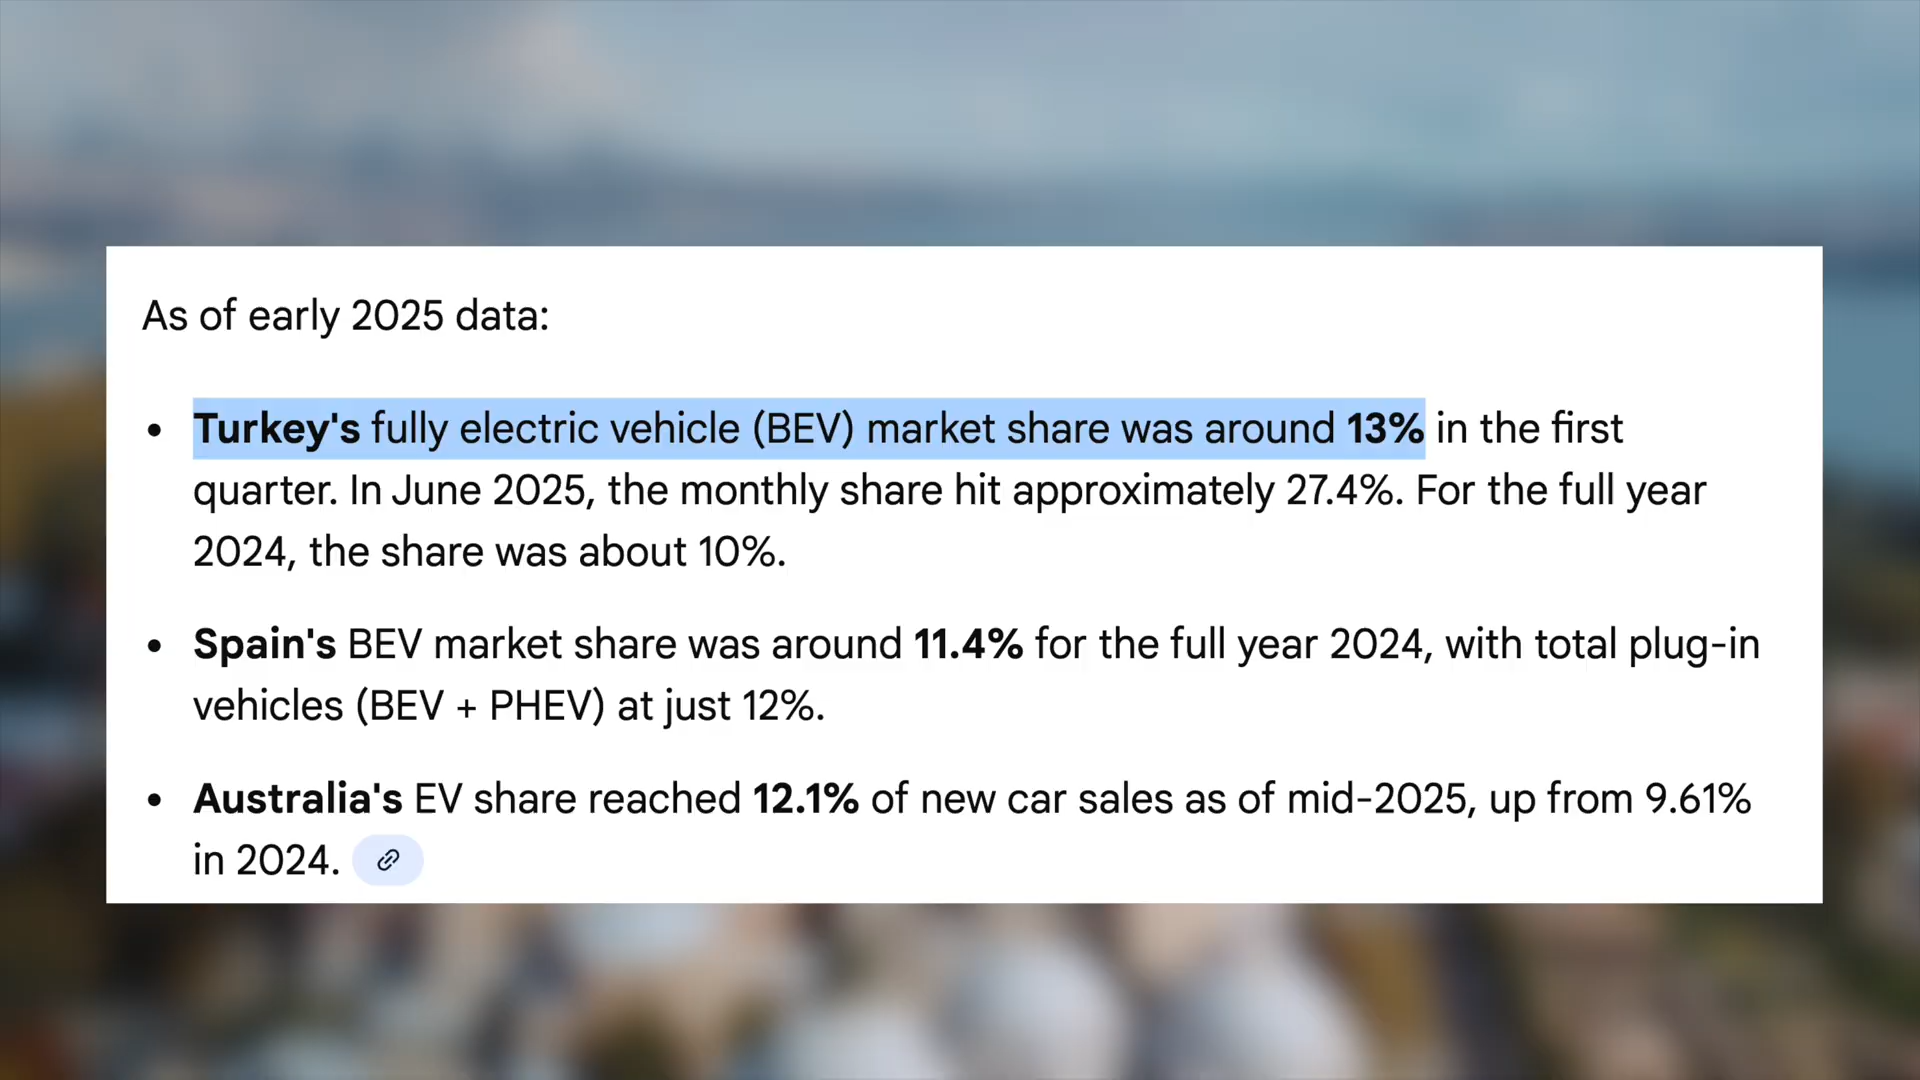 As of early 2025 data:
• Turkey's fully electric vehicle (BEV) market share was around 13% in the first
quarter. In June 2025, the monthly share hit approximately 27.4%. For the full year
2024, the share was about 10%.
• Spain's BEV market share was around 11.4% for the full year 2024, with total plug-in
vehicles (BEV + PHEV) at just 12%.
• Australia's EV share reached 12.1% of new car sales as of mid-2025, up from 9.61%
in 2024.